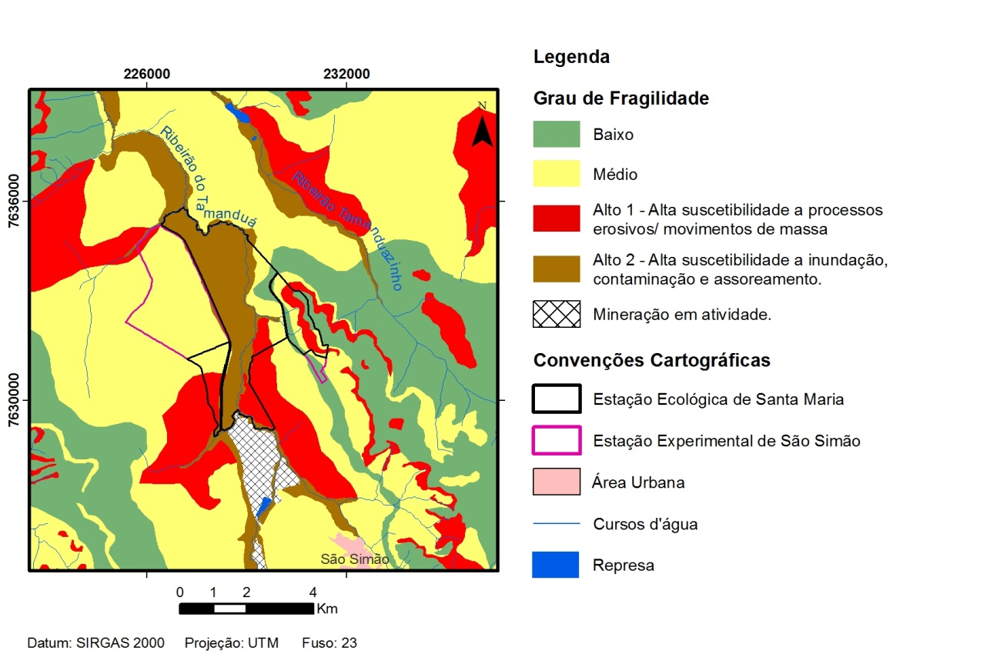 226000
232000
7636000
7630000
N
Ribeirão do Tamanduá
Ribeirão Tamanduazinho
São Simão
0 1 2 4
Km
Datum: SIRGAS 2000 Projeção: UTM Fuso: 23
Legenda
Grau de Fragilidade
Baixo
Médio
Alto 1 - Alta suscetibilidade a processos
erosivos/ movimentos de massa
Alto 2 - Alta suscetibilidade a inundação,
contaminação e assoreamento.
Mineração em atividade.
Convenções Cartográficas
Estação Ecológica de Santa Maria
Estação Experimental de São Simão
Área Urbana
Cursos d'água
Represa